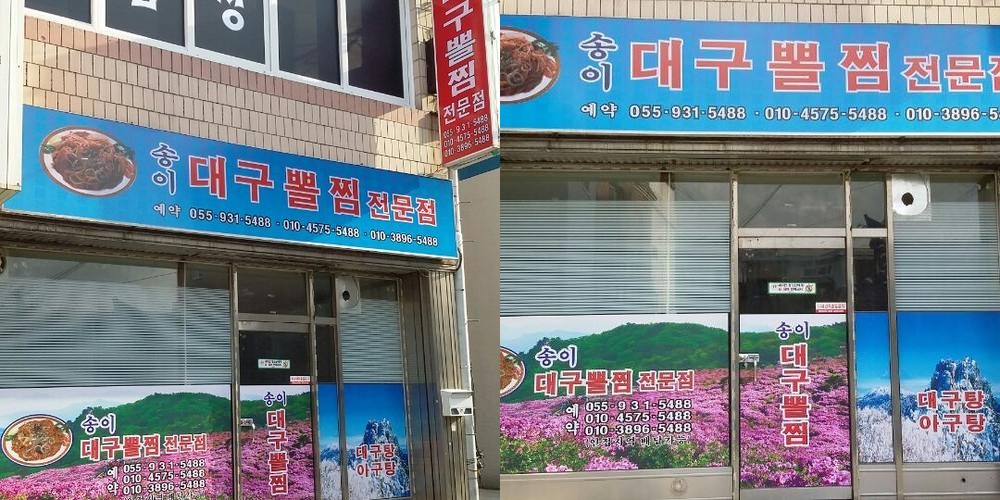 대구뽈찜
전문점
055-931-5488
010-4575-5488
010-3896-5488
송이 대구뽈찜 전문점
예약 055-931-5488 · 010-4575-5488 · 010-3896-5488
송이
대구뽈찜 전문점
예약 055-931-5488
010-4575-5488
010-3896-5488
송이
대구뽈찜
대구탕
아구탕
송이 대구뽈찜 전문
예약 055-931-5488 · 010-4575-5488 · 010-3896-5
송이
대구뽈찜 전문점
예약 055-931-5488
010-4575-5488
010-3896-5488
송이
대구뽈찜
대구탕
아구탕